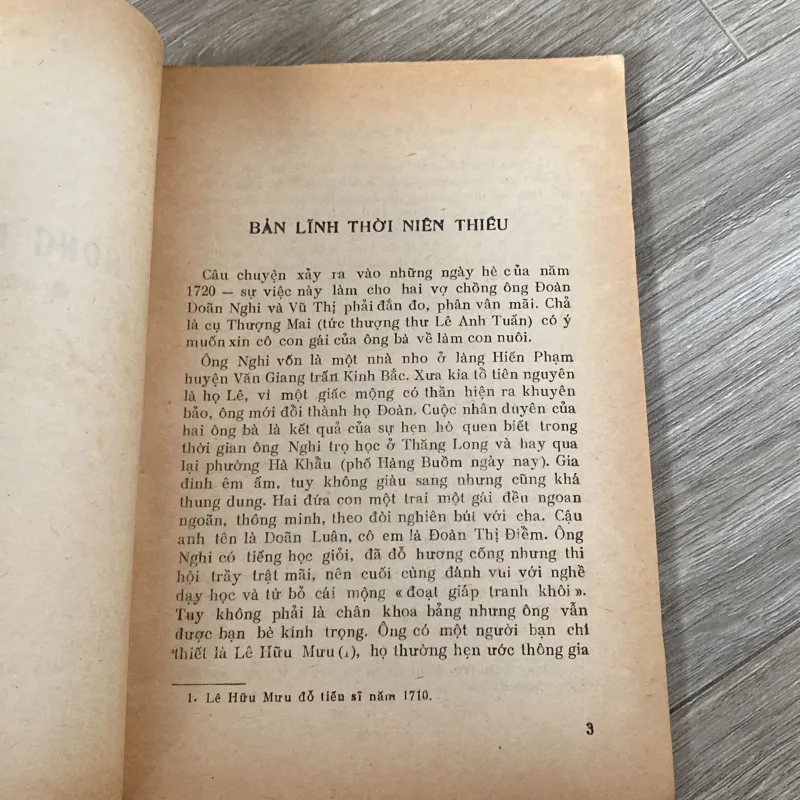 BẢN LĨNH THỜI NIÊN THIẾU
Câu chuyện xảy ra vào những ngày hè của năm
1720 — sự việc này làm cho hai vợ chồng ông Đoàn
Doãn Nghi và Vũ Thị phải đắn đo, phân vân mãi. Chả
là cụ Thượng Mai (tức thượng thư Lê Anh Tuấn) có ý
muốn xin cô con gái của ông bà về làm con nuôi.
Ông Nghi vốn là một nhà nho ở làng Hiến Phạm
huyện Văn Giang trấn Kinh Bắc. Xưa kia tổ tiên nguyên
là họ Lê, vì một giấc mộng có thần hiện ra khuyên
bảo, ông mới đổi thành họ Đoàn. Cuộc nhân duyên của
hai ông bà là kết quả của sự hẹn hò quen biết trong
thời gian ông Nghi trọ học ở Thăng Long và hay qua
lại phường Hà Khẩu (phố Hàng Buồm ngày nay). Gia
đình êm ấm, tuy không giàu sang nhưng cũng khá
thung dung. Hai đứa con một trai một gái đều ngoan
ngoãn, thông minh, theo đòi nghiên bút với cha. Cậu
anh tên là Doãn Luân, cô em là Đoàn Thị Điểm. Ông
Nghi có tiếng học giỏi, đã đỗ hương cống nhưng thi
hội trầy trật mãi, nên cuối cùng đành vui với nghề
dạy học và từ bỏ cái mộng « đoạt giáp tranh khôi ».
Tuy không phải là chân khoa bảng nhưng ông vẫn
được bạn bè kính trọng. Ông có một người bạn chí
thiết là Lê Hữu Mưu (1), họ thường hẹn ước thông gia
1. Lê Hữu Mưu đỗ tiến sĩ năm 1710.
3